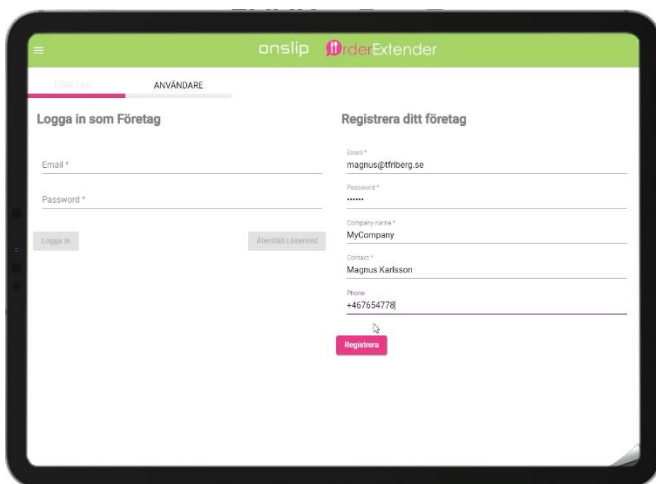 onslip OrderExtender
FÖRETAG ANVÄNDARE
Logga in som Företag
Email *
Password *
Logga in Återställ Lösenord
Registrera ditt företag
Email *
magnus@tfriberg.se
Password *
••••••
Company name *
MyCompany
Contact *
Magnus Karlsson
Phone
+467654778
Registrera